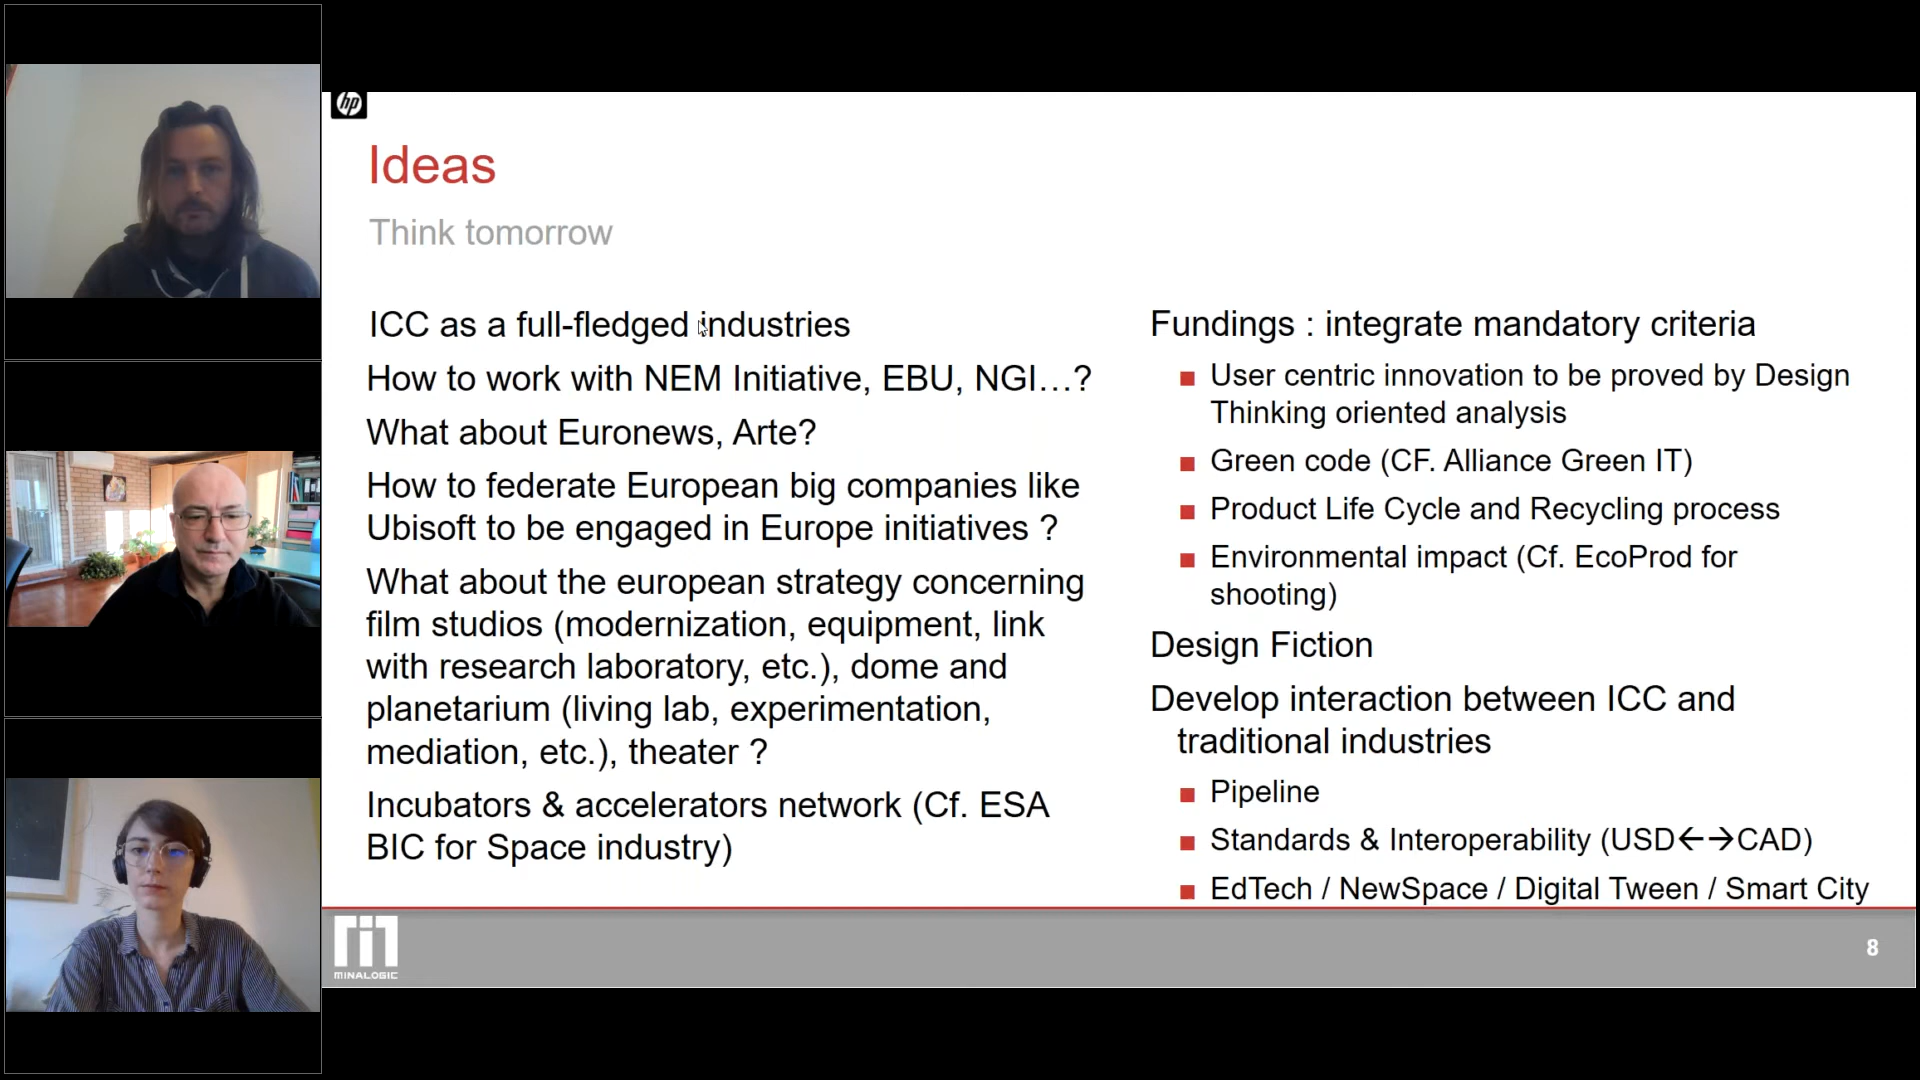 hp
Ideas
Think tomorrow
ICC as a full-fledged industries
How to work with NEM Initiative, EBU, NGI…?
What about Euronews, Arte?
How to federate European big companies like
Ubisoft to be engaged in Europe initiatives ?
What about the european strategy concerning
film studios (modernization, equipment, link
with research laboratory, etc.), dome and
planetarium (living lab, experimentation,
mediation, etc.), theater ?
Incubators & accelerators network (Cf. ESA
BIC for Space industry)
Fundings : integrate mandatory criteria
■ User centric innovation to be proved by Design
Thinking oriented analysis
■ Green code (CF. Alliance Green IT)
■ Product Life Cycle and Recycling process
■ Environmental impact (Cf. EcoProd for
shooting)
Design Fiction
Develop interaction between ICC and
traditional industries
■ Pipeline
■ Standards & Interoperability (USD←→CAD)
■ EdTech / NewSpace / Digital Tween / Smart City
MINALOGIC
8